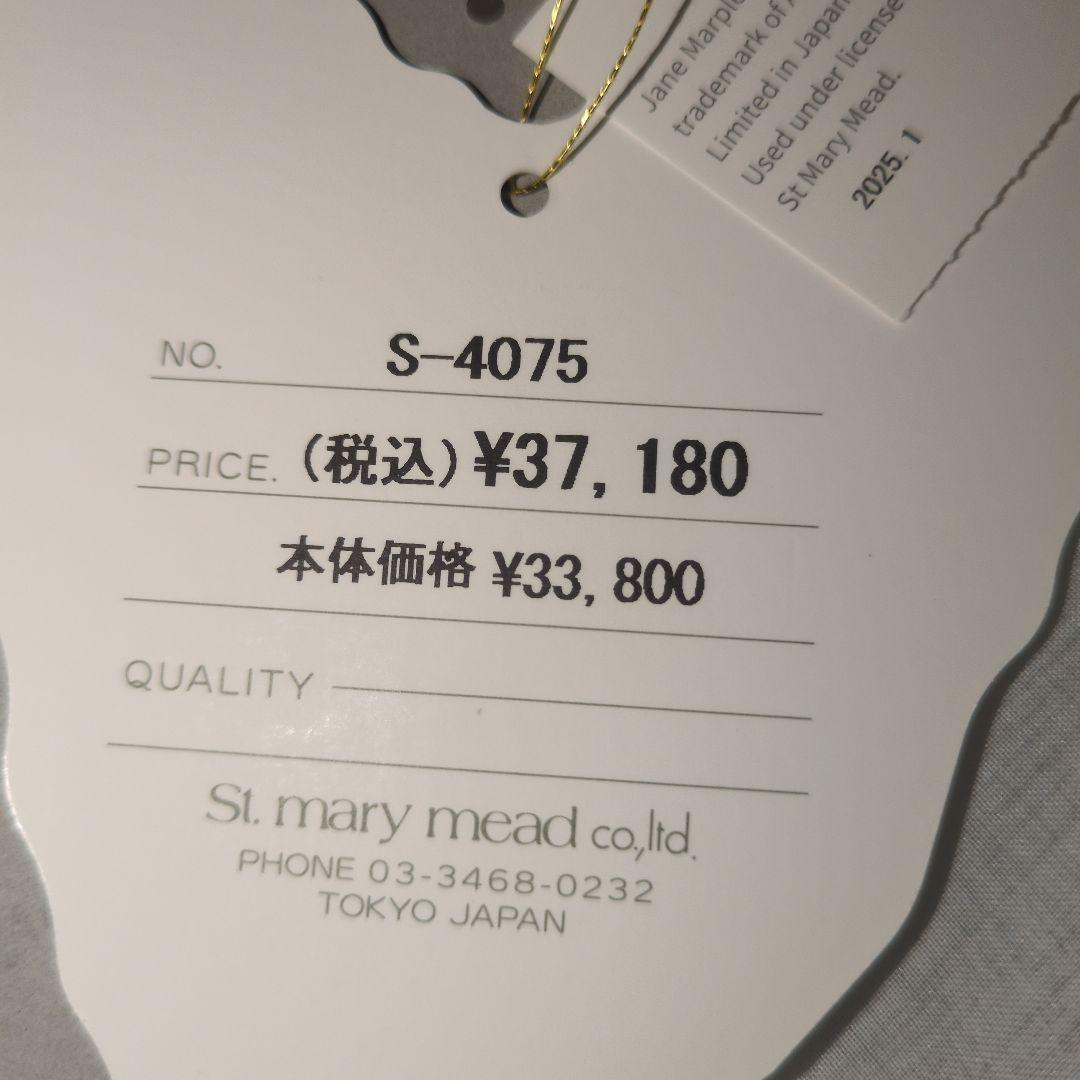 Jane Marple
trademark of
Limited in Japan
Used under license
St Mary Mead.
2025. 1
NO. S-4075
PRICE. (税込) ¥37, 180
本体価格 ¥33, 800
QUALITY
St. mary mead co.,ltd.
PHONE 03-3468-0232
TOKYO JAPAN